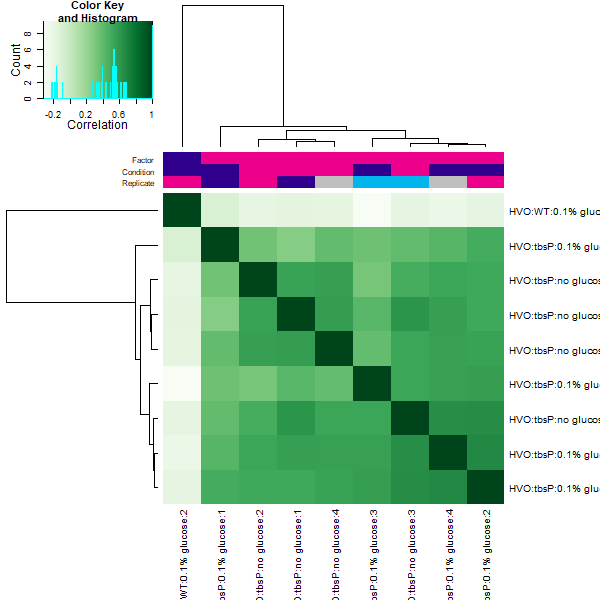 Color Key
and Histogram
Count
0 2 4 6 8
-0.2 0.2 0.6 1
Correlation
Factor
Condition
Replicate
HVO:WT:0.1% gluc
HVO:tbsP:0.1% gluc
HVO:tbsP:no glucos
HVO:tbsP:no glucos
HVO:tbsP:no glucos
HVO:tbsP:0.1% gluc
HVO:tbsP:no glucos
HVO:tbsP:0.1% gluc
HVO:tbsP:0.1% gluc
WT:0.1% glucose:2
bsP:0.1% glucose:1
O:tbsP:no glucose:2
O:tbsP:no glucose:1
O:tbsP:no glucose:4
bsP:0.1% glucose:3
O:tbsP:no glucose:3
bsP:0.1% glucose:4
bsP:0.1% glucose:2